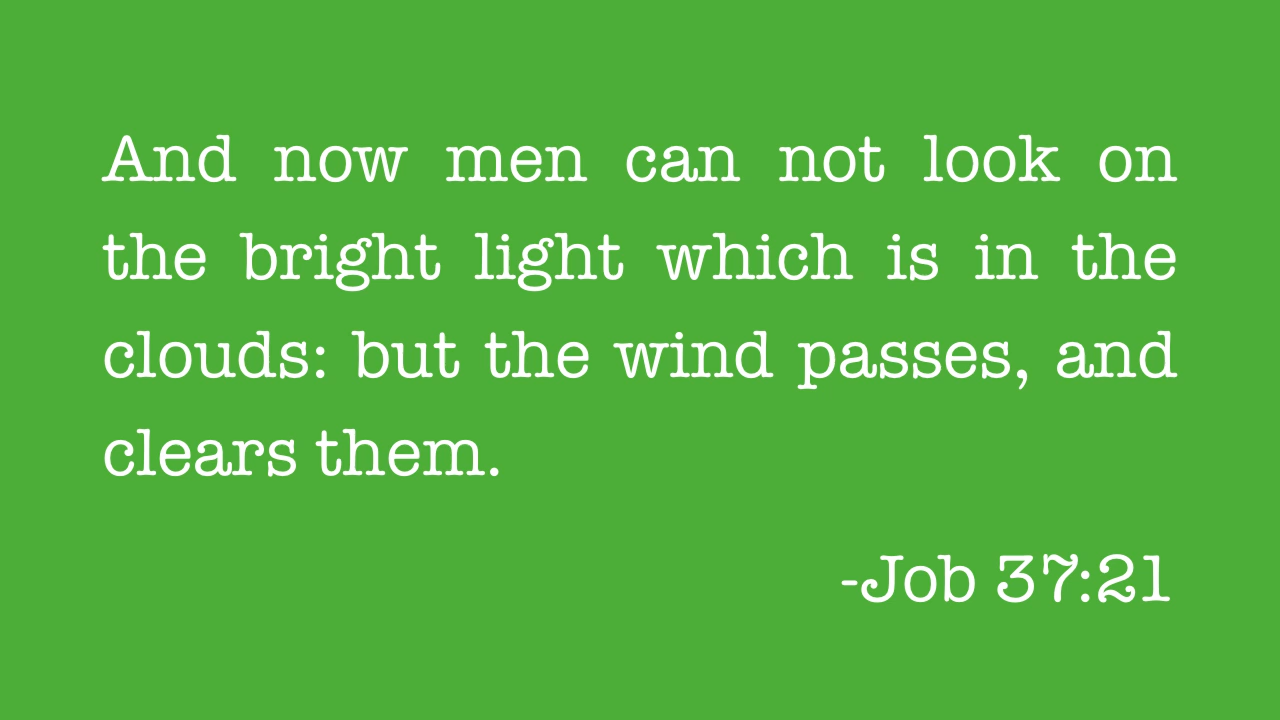 And now men can not look on
the bright light which is in the
clouds: but the wind passes, and
clears them.
-Job 37:21